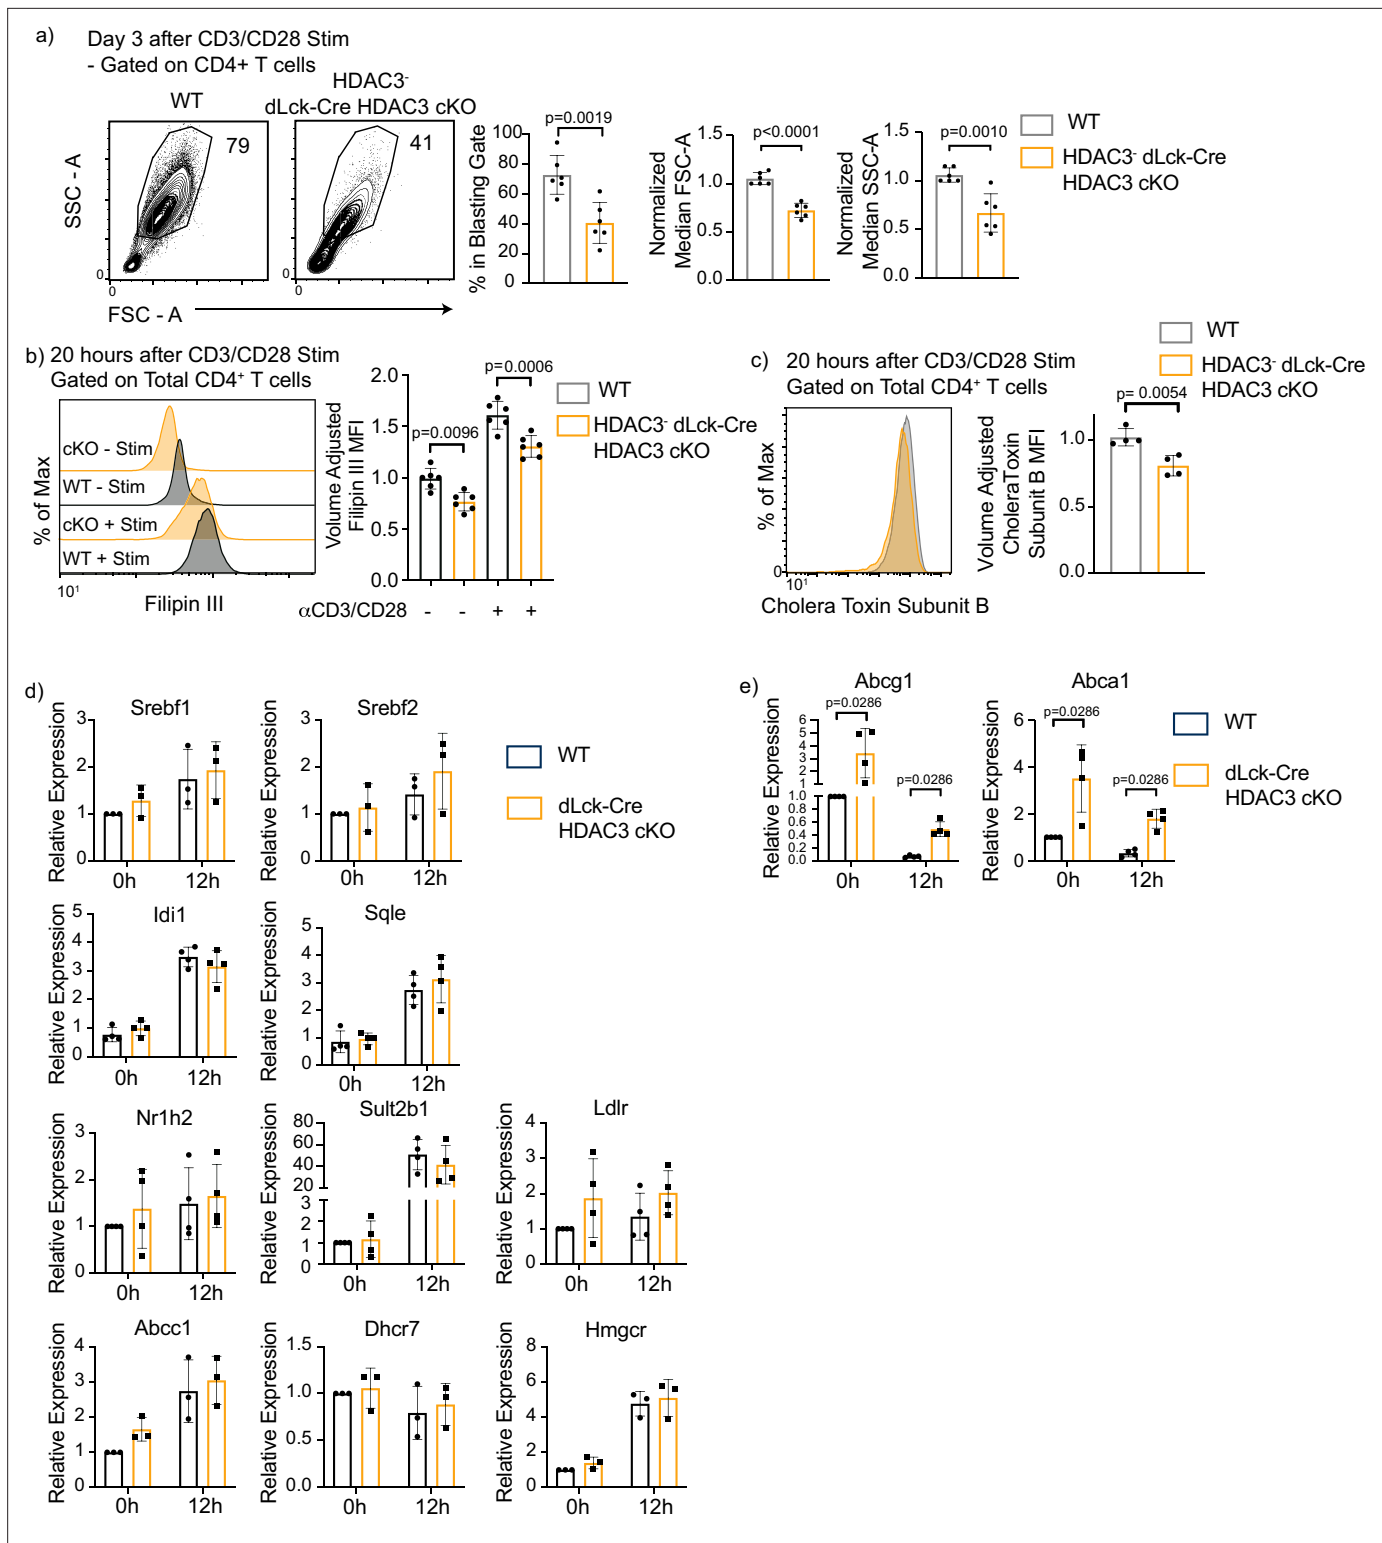 a)
Day 3 after CD3/CD28 Stim
- Gated on CD4+ T cells
WT
HDAC3-
dLck-Cre HDAC3 cKO
79
41
SSC - A
0
0
0
0
FSC - A
% in Blasting Gate
100
80
60
40
20
0
p=0.0019
Normalized
Median FSC-A
1.5
1.0
0.5
0.0
p<0.0001
Normalized
Median SSC-A
1.5
1.0
0.5
0.0
p=0.0010
WT
HDAC3- dLck-Cre
HDAC3 cKO
b)
20 hours after CD3/CD28 Stim
Gated on Total CD4+ T cells
% of Max
cKO - Stim
WT - Stim
cKO + Stim
WT + Stim
10¹
Filipin III
Volume Adjusted
Filipin III MFI
2.0
1.5
1.0
0.5
0.0
p=0.0096
p=0.0006
αCD3/CD28 - - + +
WT
HDAC3- dLck-Cre
HDAC3 cKO
c)
20 hours after CD3/CD28 Stim
Gated on Total CD4+ T cells
% of Max
0
10¹
Cholera Toxin Subunit B
Volume Adjusted
CholeraToxin
Subunit B MFI
1.0
0.5
0.0
p= 0.0054
WT
HDAC3- dLck-Cre
HDAC3 cKO
d)
Srebf1
Relative Expression
3
2
1
0
0h 12h
Srebf2
Relative Expression
3
2
1
0
0h 12h
WT
dLck-Cre
HDAC3 cKO
Idi1
Relative Expression
5
4
3
2
1
0
0h 12h
Sqle
Relative Expression
5
4
3
2
1
0
0h 12h
Nr1h2
Relative Expression
3
2
1
0
0h 12h
Sult2b1
Relative Expression
80
60
40
20
3
2
1
0
0h 12h
Ldlr
Relative Expression
4
3
2
1
0
0h 12h
Abcc1
Relative Expression
4
3
2
1
0
0h 12h
Dhcr7
Relative Expression
1.5
1.0
0.5
0.0
0h 12h
Hmgcr
Relative Expression
8
6
4
2
0
0h 12h
e)
Abcg1
Relative Expression
6
5
4
3
2
1
1.0
0.8
0.6
0.4
0.2
0.0
p=0.0286
p=0.0286
0h 12h
Abca1
Relative Expression
6
4
2
0
p=0.0286
p=0.0286
0h 12h
WT
dLck-Cre
HDAC3 cKO